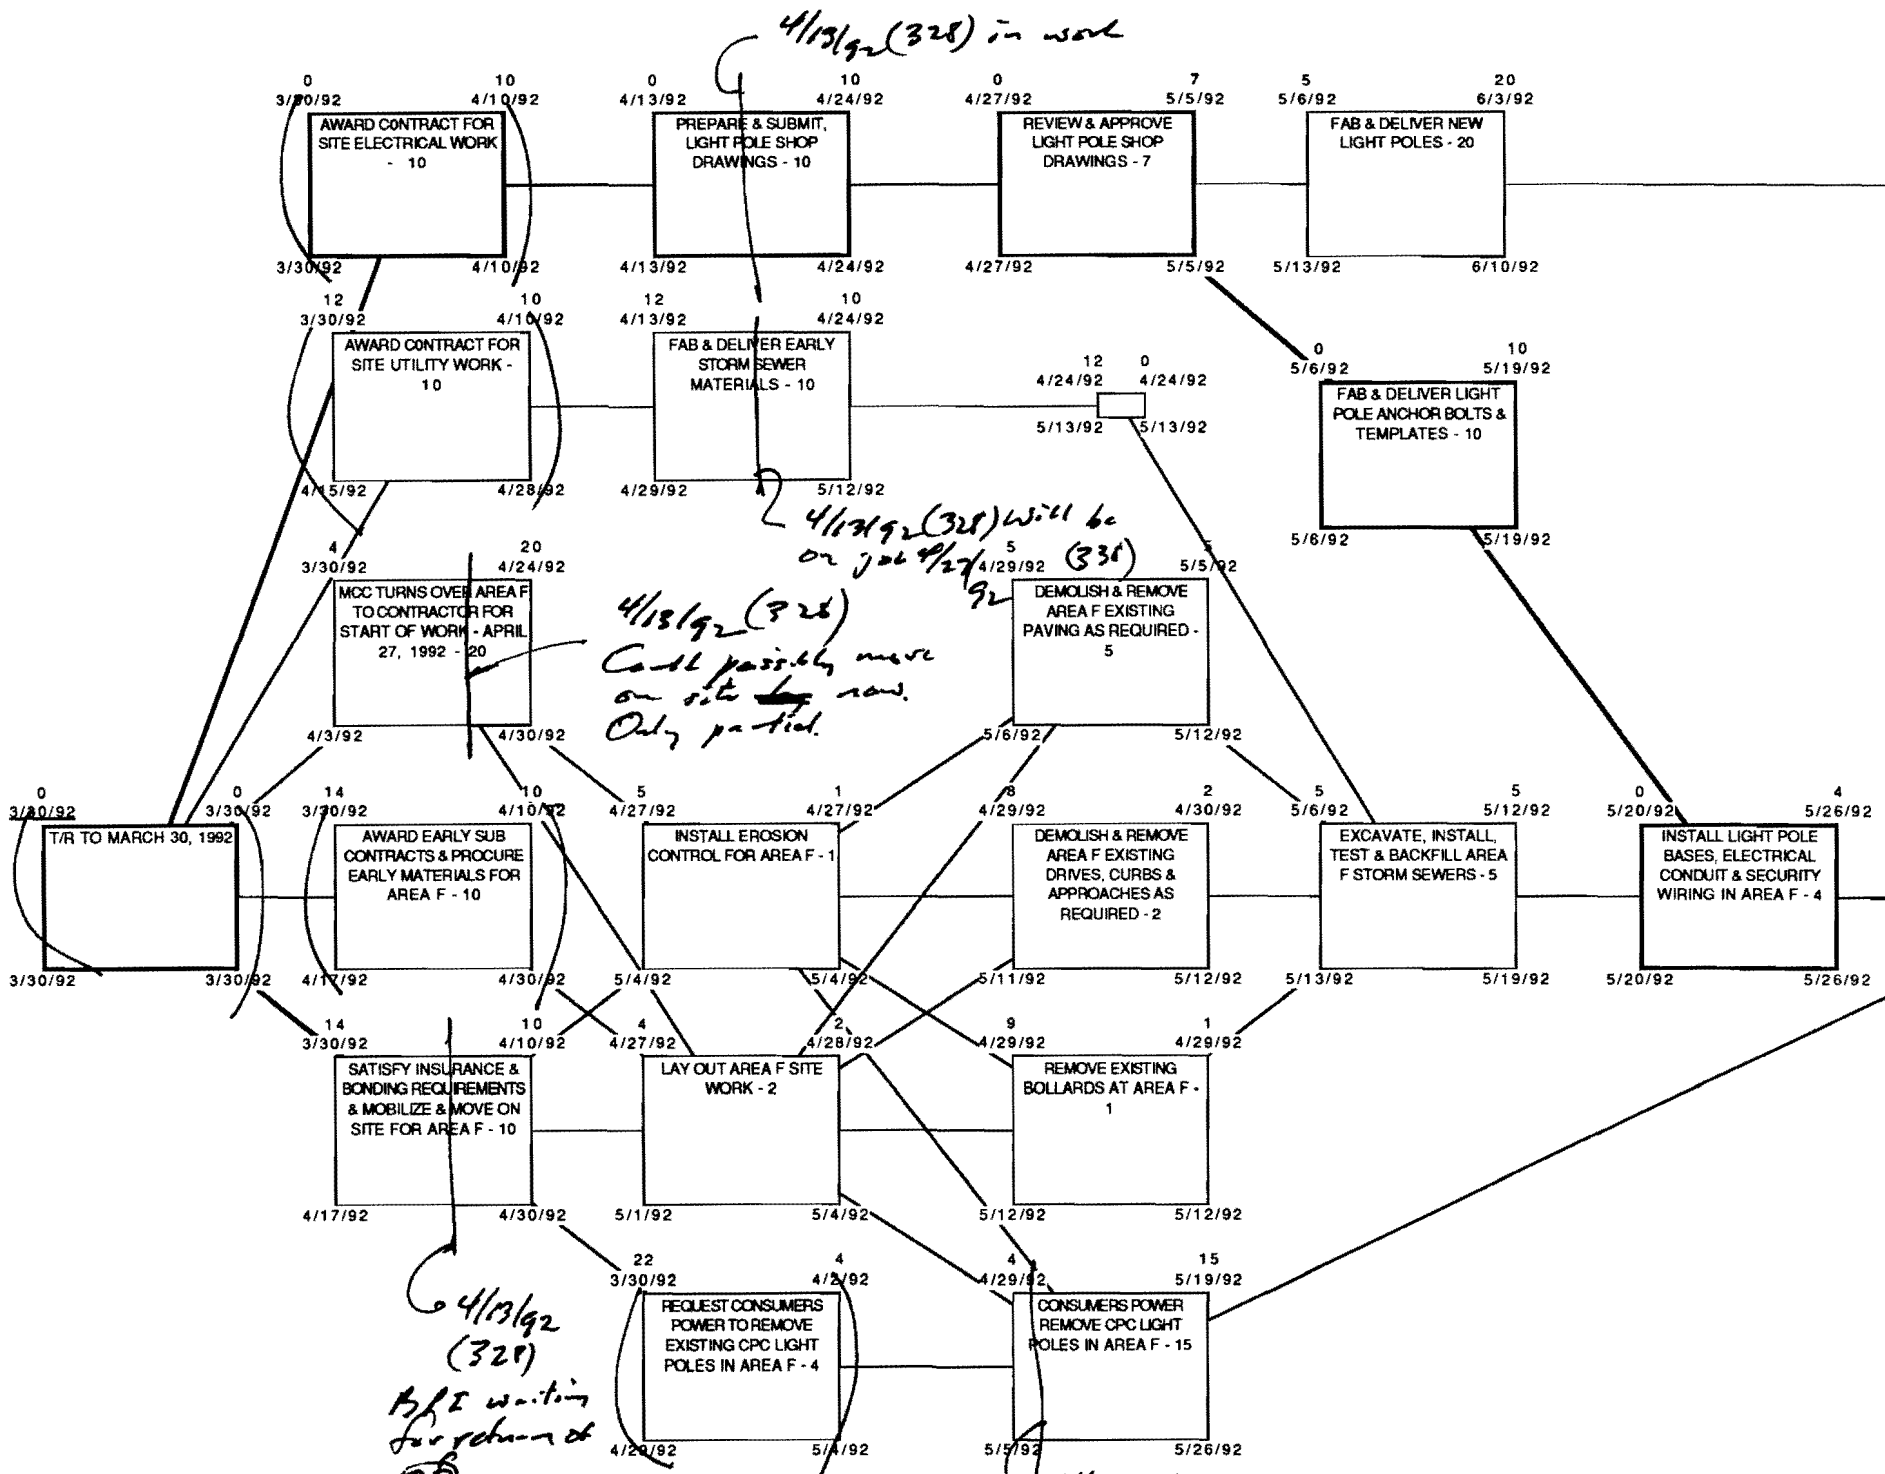 4/13/92 (328) in work
0 10
3/30/92 4/10/92
AWARD CONTRACT FOR
SITE ELECTRICAL WORK
- 10
3/30/92 4/10/92
0 10
4/13/92 4/24/92
PREPARE & SUBMIT,
LIGHT POLE SHOP
DRAWINGS - 10
4/13/92 4/24/92
0 7
4/27/92 5/5/92
REVIEW & APPROVE
LIGHT POLE SHOP
DRAWINGS - 7
4/27/92 5/5/92
5 20
5/6/92 6/3/92
FAB & DELIVER NEW
LIGHT POLES - 20
5/13/92 6/10/92
12 10
3/30/92 4/10/92
AWARD CONTRACT FOR
SITE UTILITY WORK -
10
4/15/92 4/28/92
12 10
4/13/92 4/24/92
FAB & DELIVER EARLY
STORM SEWER
MATERIALS - 10
4/29/92 5/12/92
12 0
4/24/92 4/24/92
5/13/92 5/13/92
0 10
5/6/92 5/19/92
FAB & DELIVER LIGHT
POLE ANCHOR BOLTS &
TEMPLATES - 10
5/6/92 5/19/92
4/13/92 (328) will be
on job 4/27/92 (338)
4 20
3/30/92 4/24/92
MCC TURNS OVER AREA F
TO CONTRACTOR FOR
START OF WORK - APRIL
27, 1992 - 20
4/3/92 4/30/92
4/13/92 (328)
Could possibly move
on site now.
Only partial.
5 5
4/29/92 5/5/92
DEMOLISH & REMOVE
AREA F EXISTING
PAVING AS REQUIRED -
5
5/6/92 5/12/92
0 0
3/30/92 3/30/92
T/R TO MARCH 30, 1992
3/30/92 3/30/92
14 10
3/30/92 4/10/92
AWARD EARLY SUB
CONTRACTS & PROCURE
EARLY MATERIALS FOR
AREA F - 10
4/17/92 4/30/92
5 1
4/27/92 4/27/92
INSTALL EROSION
CONTROL FOR AREA F - 1
5/4/92 5/4/92
8 2
4/29/92 4/30/92
DEMOLISH & REMOVE
AREA F EXISTING
DRIVES, CURBS &
APPROACHES AS
REQUIRED - 2
5/11/92 5/12/92
5 5
5/6/92 5/12/92
EXCAVATE, INSTALL,
TEST & BACKFILL AREA
F STORM SEWERS - 5
5/13/92 5/19/92
0 4
5/20/92 5/26/92
INSTALL LIGHT POLE
BASES, ELECTRICAL
CONDUIT & SECURITY
WIRING IN AREA F - 4
5/20/92 5/26/92
14 10
3/30/92 4/10/92
SATISFY INSURANCE &
BONDING REQUIREMENTS
& MOBILIZE & MOVE ON
SITE FOR AREA F - 10
4/17/92 4/30/92
4 2
4/27/92 4/28/92
LAY OUT AREA F SITE
WORK - 2
5/1/92 5/4/92
9 1
4/29/92 4/29/92
REMOVE EXISTING
BOLLARDS AT AREA F -
1
5/12/92 5/12/92
4/13/92
(328)
waiting
for return of
22 4
3/30/92 4/2/92
REQUEST CONSUMERS
POWER TO REMOVE
EXISTING CPC LIGHT
POLES IN AREA F - 4
4/29/92 5/4/92
4 15
4/29/92 5/19/92
CONSUMERS POWER
REMOVE CPC LIGHT
POLES IN AREA F - 15
5/5/92 5/26/92